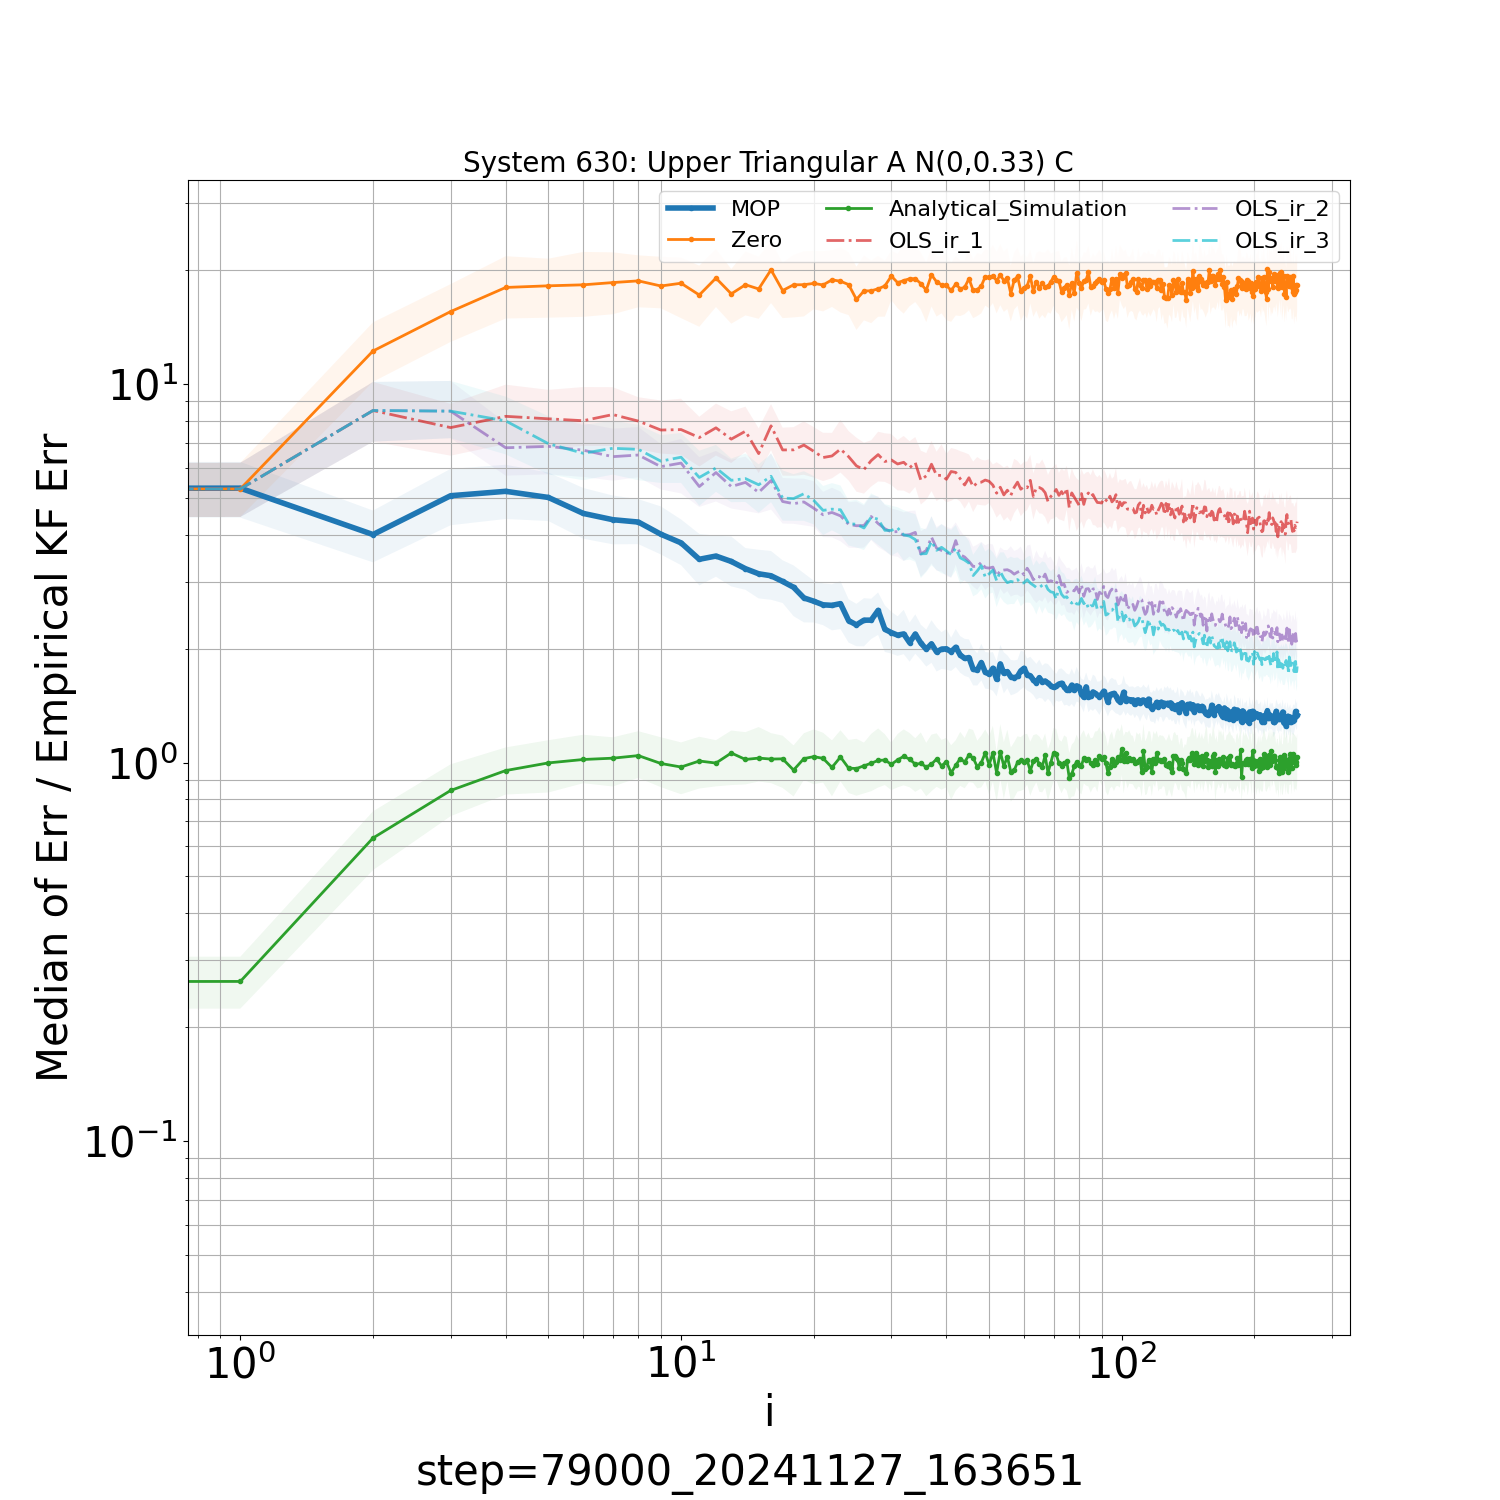 System 630: Upper Triangular A N(0,0.33) C
MOP
Zero
Analytical_Simulation
OLS_ir_1
OLS_ir_2
OLS_ir_3
Median of Err / Empirical KF Err
10¹
10⁰
10⁻¹
10⁰
10¹
10²
i
step=79000_20241127_163651